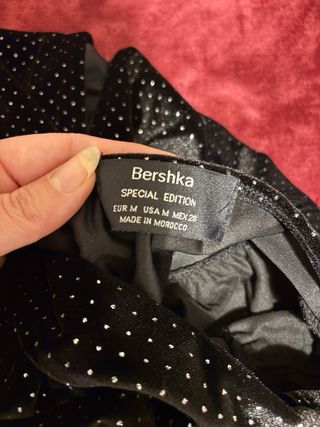 Bershka
SPECIAL EDITION
EUR M USA M MEX 28
MADE IN MOROCCO